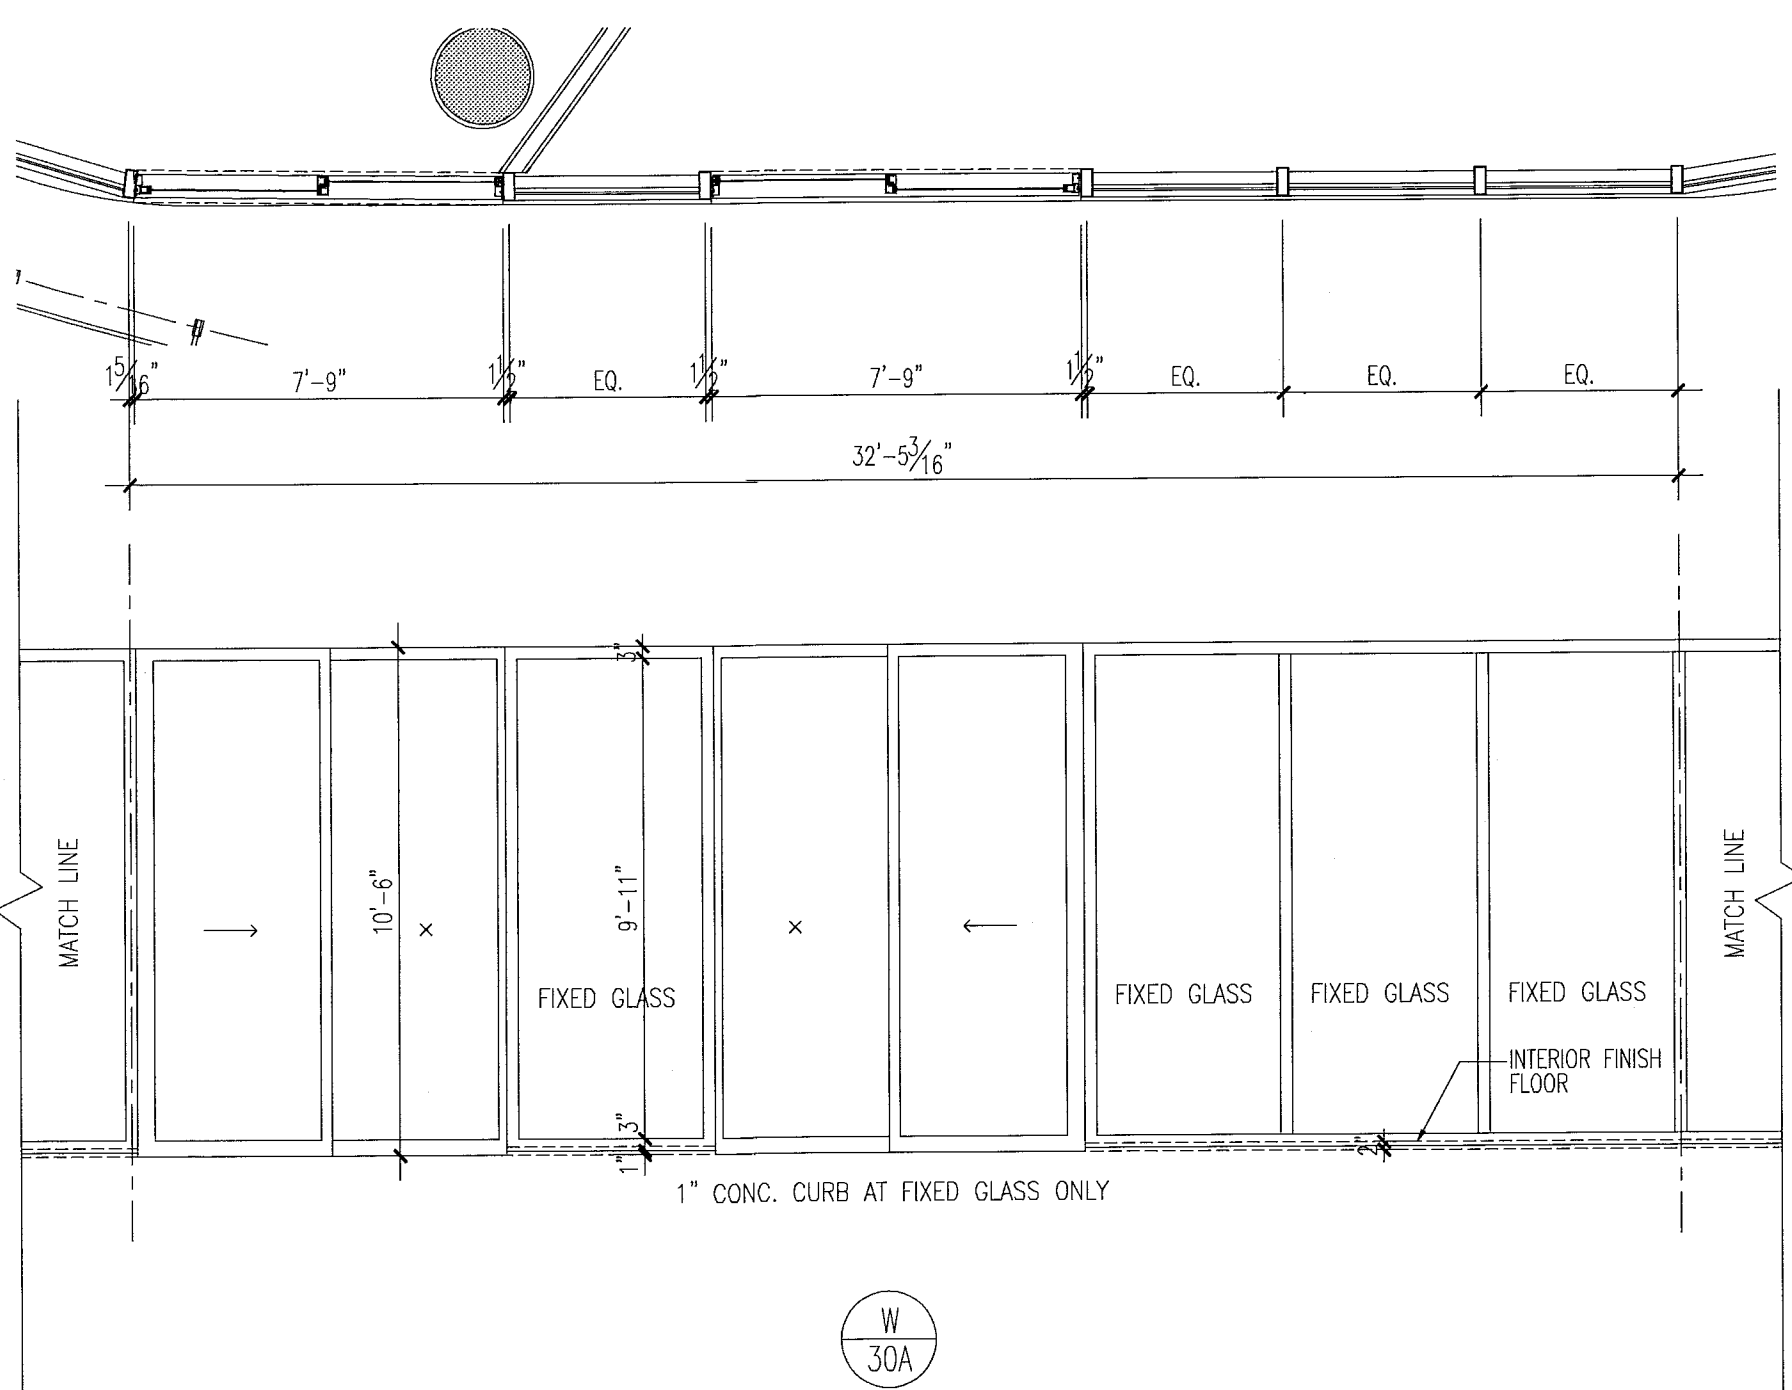 1 5/16" 7'-9" 1 1/2" EQ. 1 1/2" 7'-9" 1 1/2" EQ. EQ. EQ.
32'-5 3/16"
3"
MATCH LINE
10'-6"
9'-11"
MATCH LINE
FIXED GLASS
FIXED GLASS
FIXED GLASS
FIXED GLASS
INTERIOR FINISH
FLOOR
3"
1"
2"
1" CONC. CURB AT FIXED GLASS ONLY
W
30A